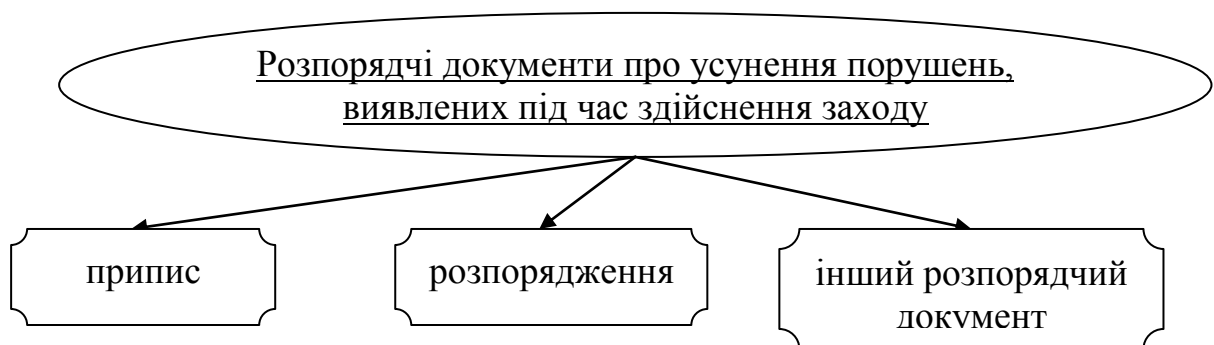 Розпорядчі документи про усунення порушень,
виявлених під час здійснення заходу
припис
розпорядження
інший розпорядчий
документ